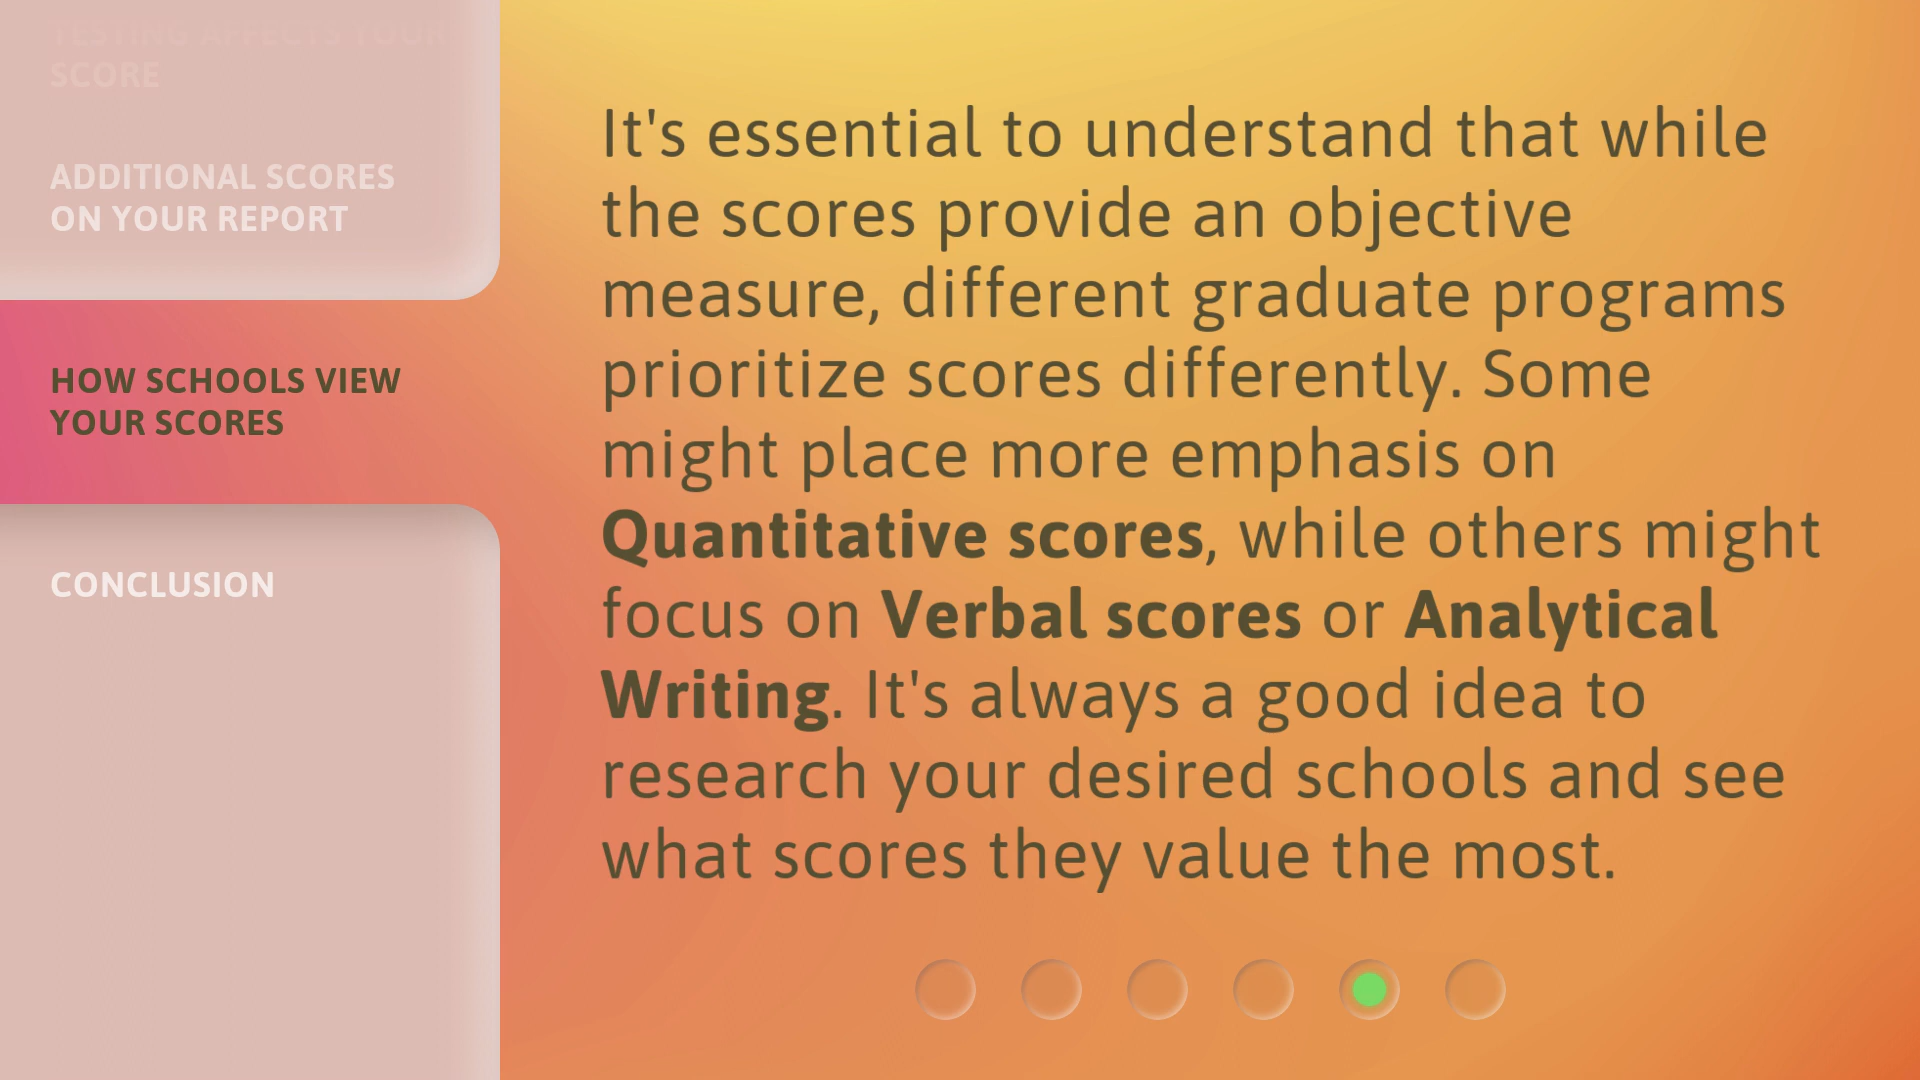 TESTING AFFECTS YOUR
SCORE
ADDITIONAL SCORES
ON YOUR REPORT
HOW SCHOOLS VIEW
YOUR SCORES
CONCLUSION
It's essential to understand that while
the scores provide an objective
measure, different graduate programs
prioritize scores differently. Some
might place more emphasis on
Quantitative scores, while others might
focus on Verbal scores or Analytical
Writing. It's always a good idea to
research your desired schools and see
what scores they value the most.